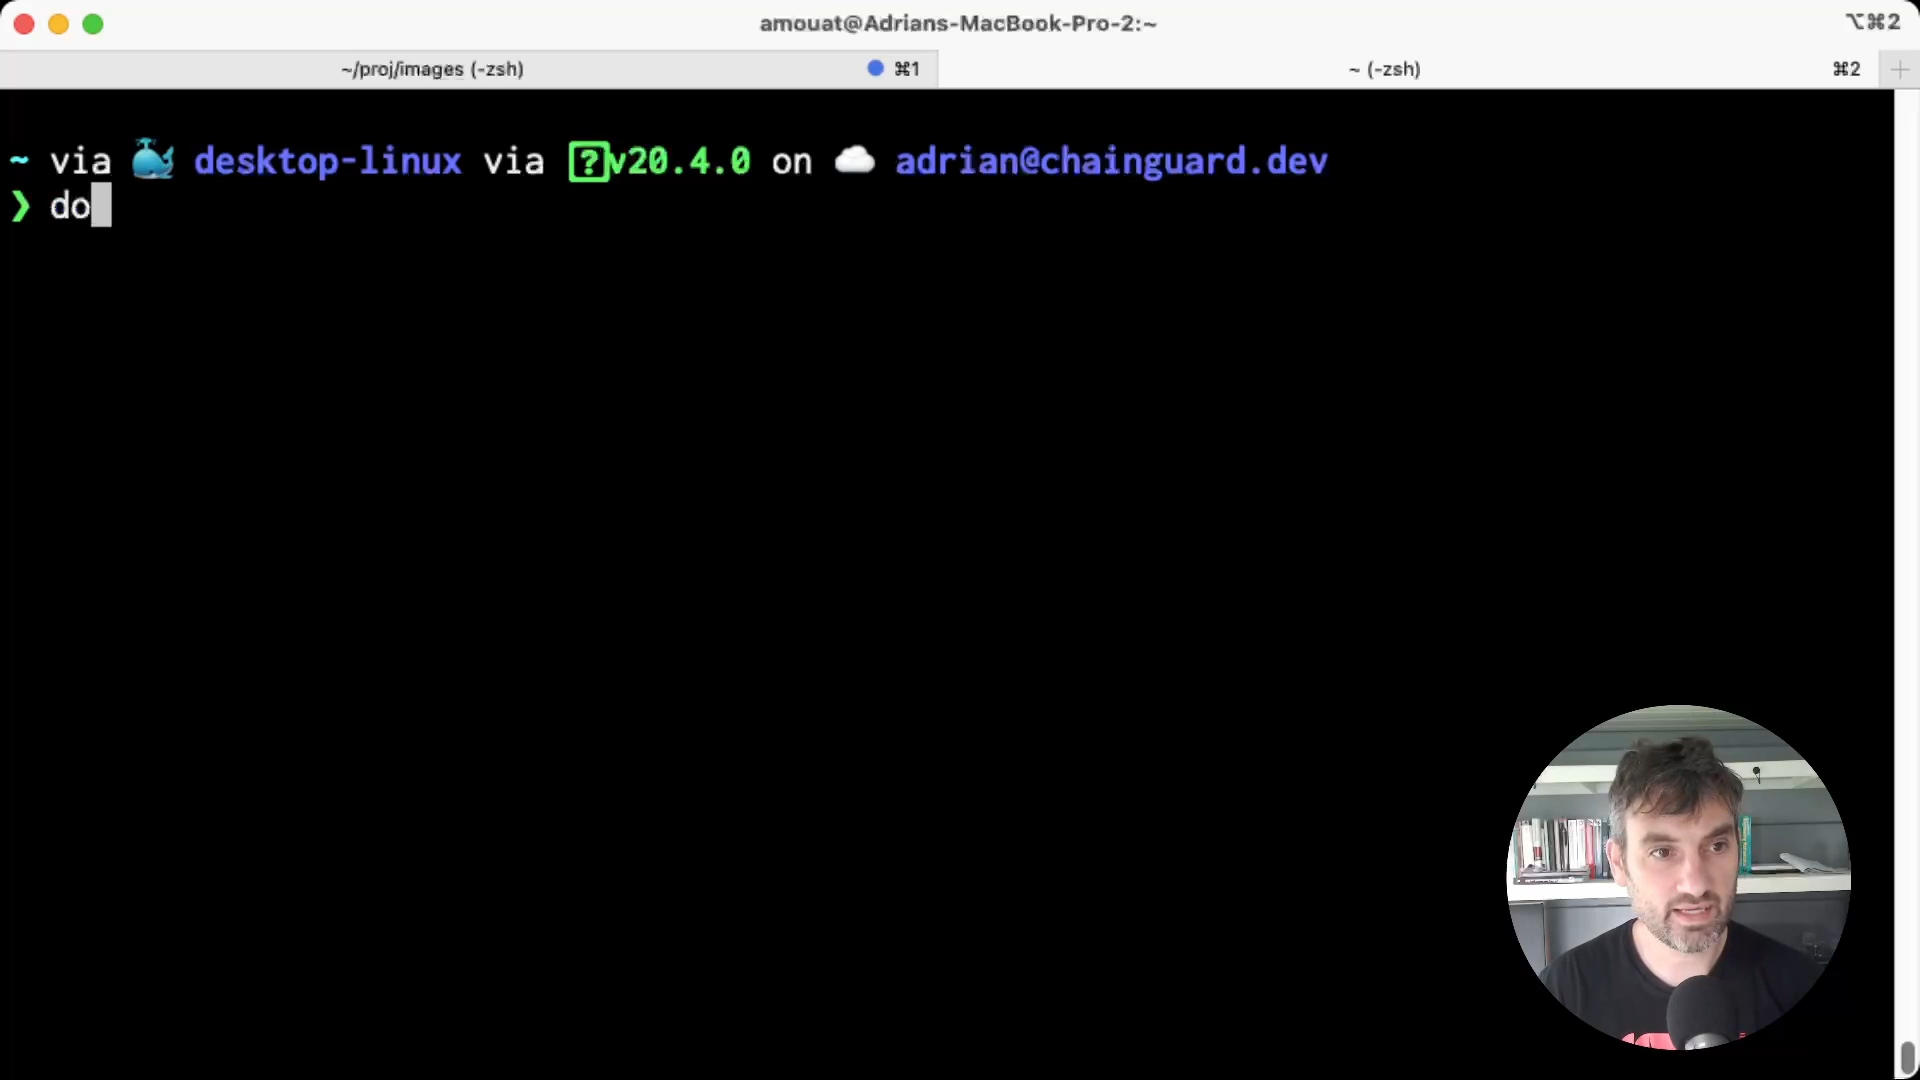 amouat@Adrians-MacBook-Pro-2:~
⌥⌘2
~/proj/images (-zsh) ⌘1
~ (-zsh) ⌘2
~ via 🐳 desktop-linux via [?]v20.4.0 on ☁️ adrian@chainguard.dev
❯ do